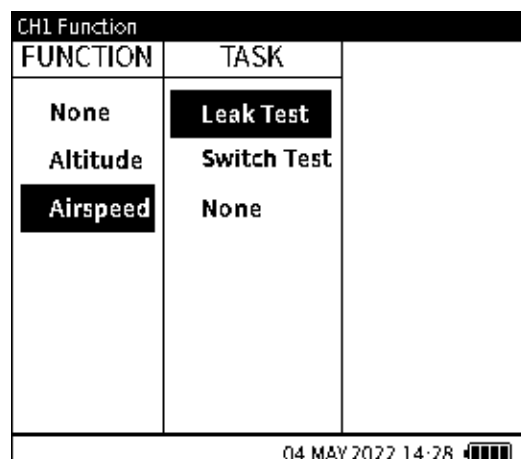 CH1 Function
FUNCTION TASK
None Leak Test
Altitude Switch Test
Airspeed None
04 MAY 2022 14:28